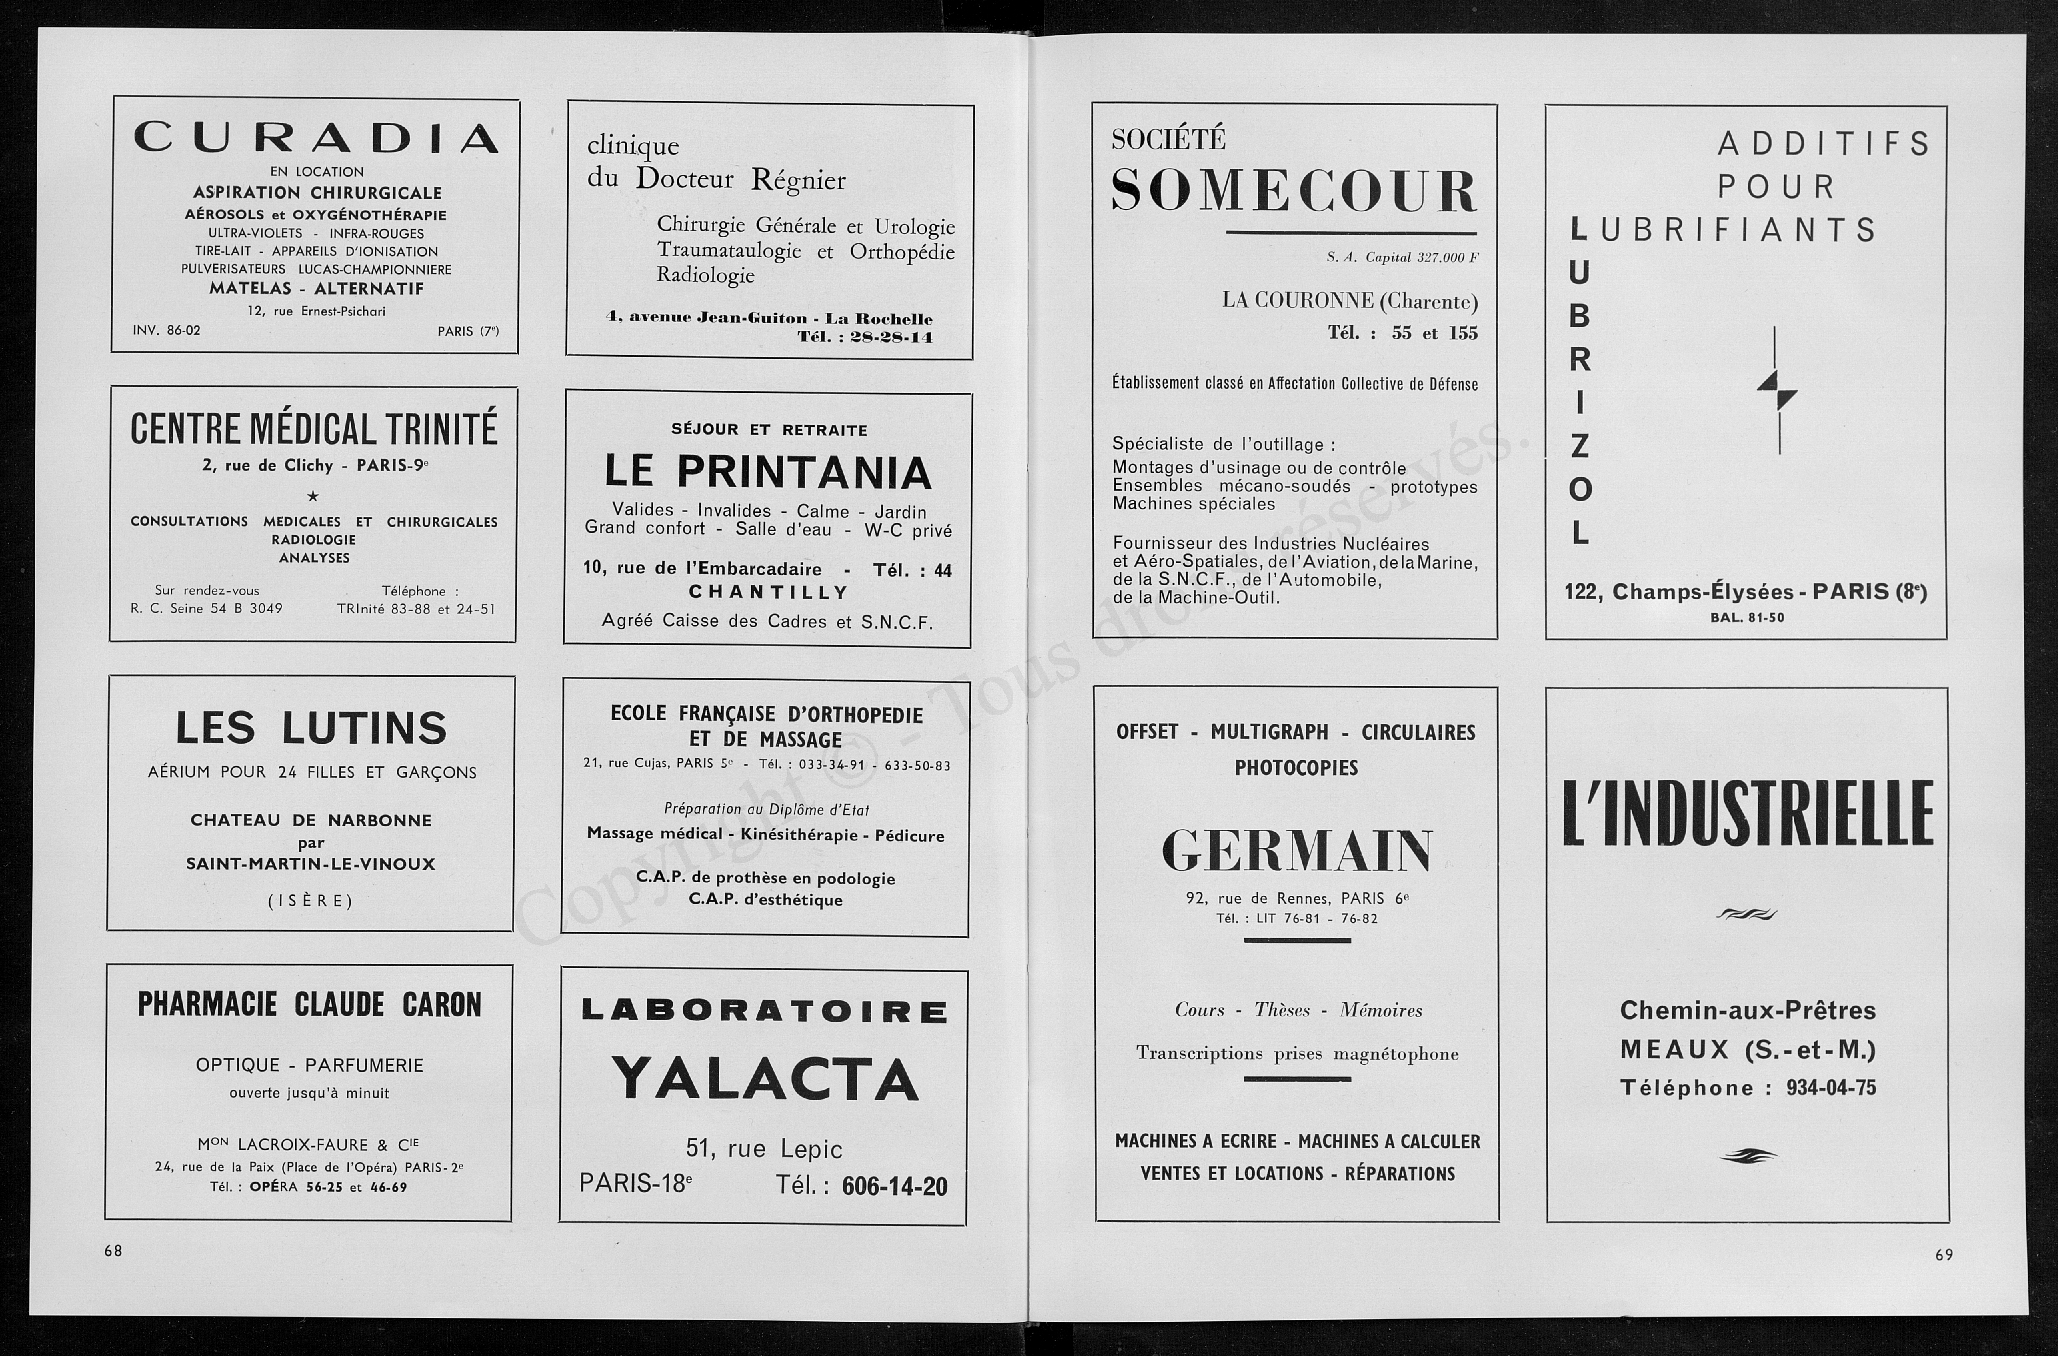 CURADIA
EN LOCATION
ASPIRATION CHIRURGICALE
AÉROSOLS et OXYGÉNOTHÉRAPIE
ULTRA-VIOLETS - INFRA-ROUGES
TIRE-LAIT - APPAREILS D'IONISATION
PULVERISATEURS LUCAS-CHAMPIONNIERE
MATELAS - ALTERNATIF
12, rue Ernest-Psichari
INV. 86-02 PARIS (7e)
clinique
du Docteur Régnier
Chirurgie Générale et Urologie
Traumataulogie et Orthopédie
Radiologie
4, avenue Jean-Guiton - La Rochelle
Tél. : 28-28-14
CENTRE MÉDICAL TRINITÉ
2, rue de Clichy - PARIS-9e
★
CONSULTATIONS MEDICALES ET CHIRURGICALES
RADIOLOGIE
ANALYSES
Sur rendez-vous Téléphone :
R. C. Seine 54 B 3049 TRInité 83-88 et 24-51
SÉJOUR ET RETRAITE
LE PRINTANIA
Valides - Invalides - Calme - Jardin
Grand confort - Salle d'eau - W-C privé
10, rue de l'Embarcadaire - Tél. : 44
CHANTILLY
Agréé Caisse des Cadres et S.N.C.F.
LES LUTINS
AÉRIUM POUR 24 FILLES ET GARÇONS
CHATEAU DE NARBONNE
par
SAINT-MARTIN-LE-VINOUX
(ISÈRE)
ECOLE FRANÇAISE D'ORTHOPEDIE
ET DE MASSAGE
21, rue Cujas, PARIS 5e - Tél. : 033-34-91 - 633-50-83
Préparation au Diplôme d'Etat
Massage médical - Kinésithérapie - Pédicure
C.A.P. de prothèse en podologie
C.A.P. d'esthétique
PHARMACIE CLAUDE CARON
OPTIQUE - PARFUMERIE
ouverte jusqu'à minuit
MON LACROIX-FAURE & CIE
24, rue de la Paix (Place de l'Opéra) PARIS-2e
Tél. : OPÉRA 56-25 et 46-69
LABORATOIRE
YALACTA
51, rue Lepic
PARIS-18e Tél. : 606-14-20
68
SOCIÉTÉ
SOMECOUR
S. A. Capital 327.000 F
LA COURONNE (Charente)
Tél. : 55 et 155
Établissement classé en Affectation Collective de Défense
Spécialiste de l'outillage :
Montages d'usinage ou de contrôle
Ensembles mécano-soudés - prototypes
Machines spéciales
Fournisseur des Industries Nucléaires
et Aéro-Spatiales, de l'Aviation, de la Marine,
de la S.N.C.F., de l'Automobile,
de la Machine-Outil.
ADDITIFS
POUR
LUBRIFIANTS
LUBRIZOL
122, Champs-Élysées - PARIS (8e)
BAL. 81-50
OFFSET - MULTIGRAPH - CIRCULAIRES
PHOTOCOPIES
GERMAIN
92, rue de Rennes, PARIS 6e
Tél. : LIT 76-81 - 76-82
Cours - Thèses - Mémoires
Transcriptions prises magnétophone
MACHINES A ECRIRE - MACHINES A CALCULER
VENTES ET LOCATIONS - RÉPARATIONS
L'INDUSTRIELLE
Chemin-aux-Prêtres
MEAUX (S.-et-M.)
Téléphone : 934-04-75
69
Copyright © - Tous droits réservés.